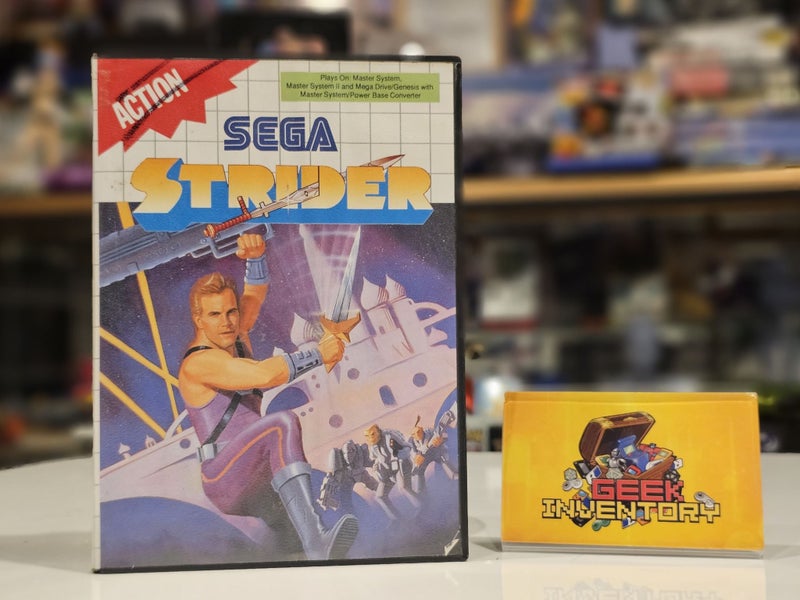 ACTION
Plays On: Master System,
Master System II and Mega Drive/Genesis with
Master System/Power Base Converter
SEGA
STRIDER
GEEK
INVENTORY